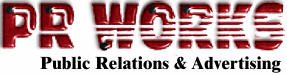 PR WORKS
Public Relations & Advertising